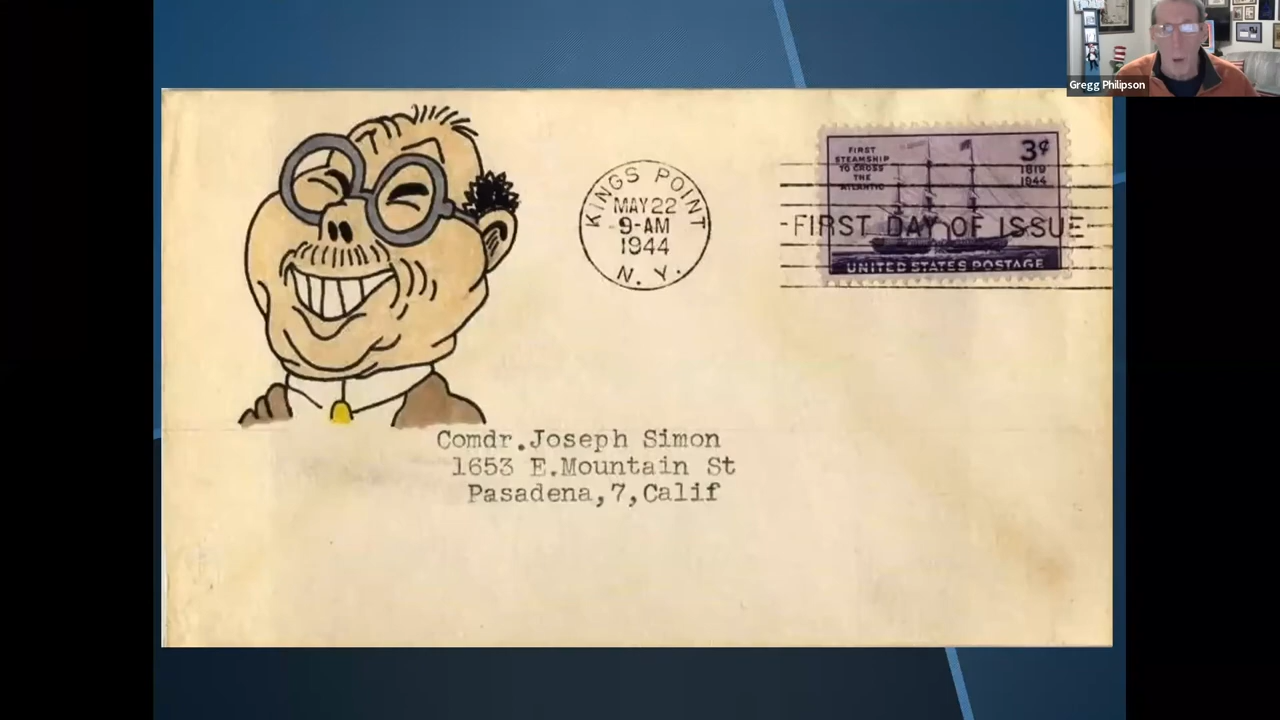 Gregg Philipson
KINGS POINT
MAY 22
9-AM
1944
N. Y.
FIRST
STEAMSHIP
TO CROSS
THE
ATLANTIC
3¢
1819
1944
-FIRST DAY OF ISSUE-
UNITED STATES POSTAGE
Comdr.Joseph Simon
1653 E.Mountain St
Pasadena,7,Calif